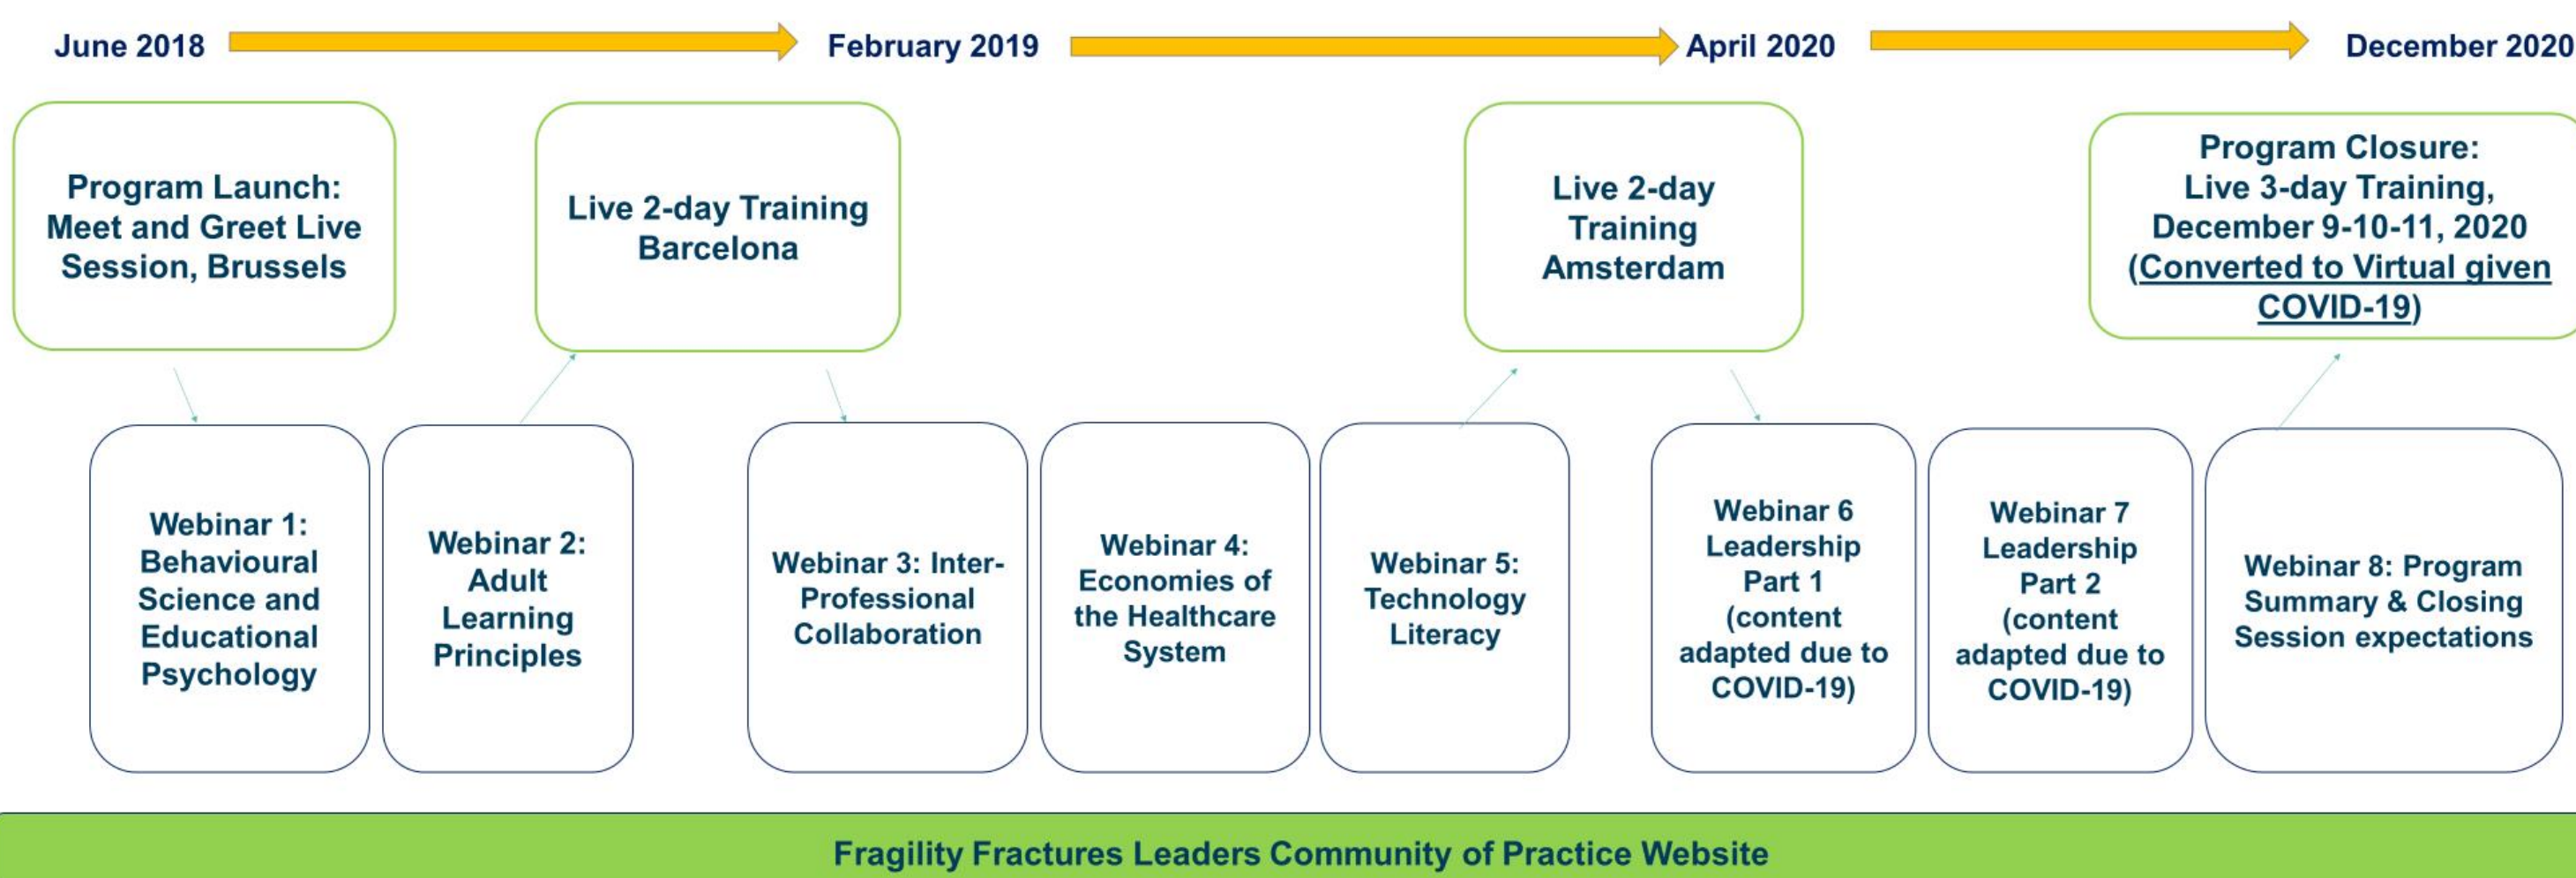 June 2018
February 2019
April 2020
December 2020
Program Launch:
Meet and Greet Live
Session, Brussels
Live 2-day Training
Barcelona
Live 2-day
Training
Amsterdam
Program Closure:
Live 3-day Training,
December 9-10-11, 2020
(Converted to Virtual given
COVID-19)
Webinar 1:
Behavioural
Science and
Educational
Psychology
Webinar 2:
Adult
Learning
Principles
Webinar 3: Inter-
Professional
Collaboration
Webinar 4:
Economies of
the Healthcare
System
Webinar 5:
Technology
Literacy
Webinar 6
Leadership
Part 1
(content
adapted due to
COVID-19)
Webinar 7
Leadership
Part 2
(content
adapted due to
COVID-19)
Webinar 8: Program
Summary & Closing
Session expectations
Fragility Fractures Leaders Community of Practice Website